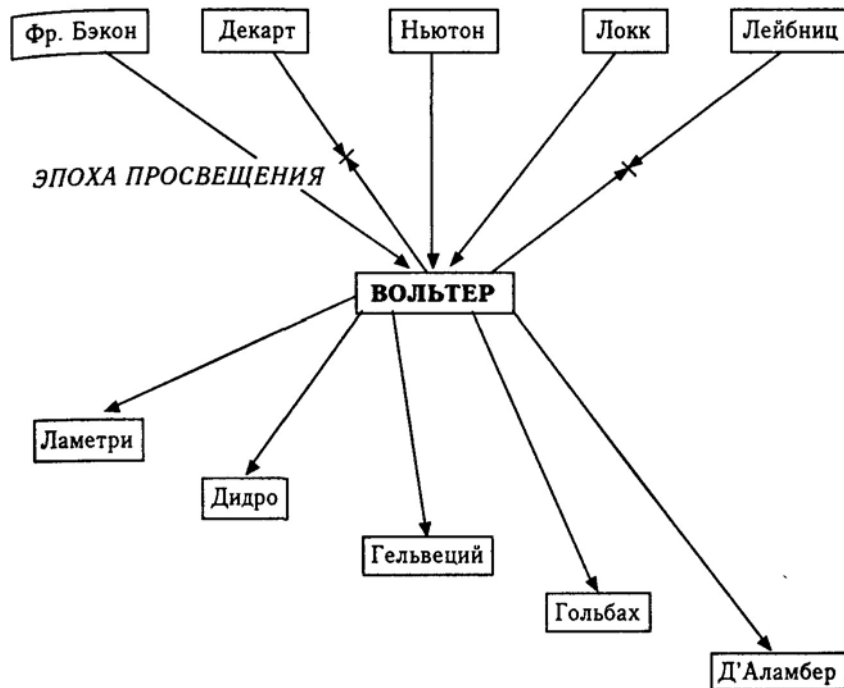 Фр. Бэкон
Декарт
Ньютон
Локк
Лейбниц
ЭПОХА ПРОСВЕЩЕНИЯ
ВОЛЬТЕР
Ламетри
Дидро
Гельвеций
Гольбах
Д'Аламбер